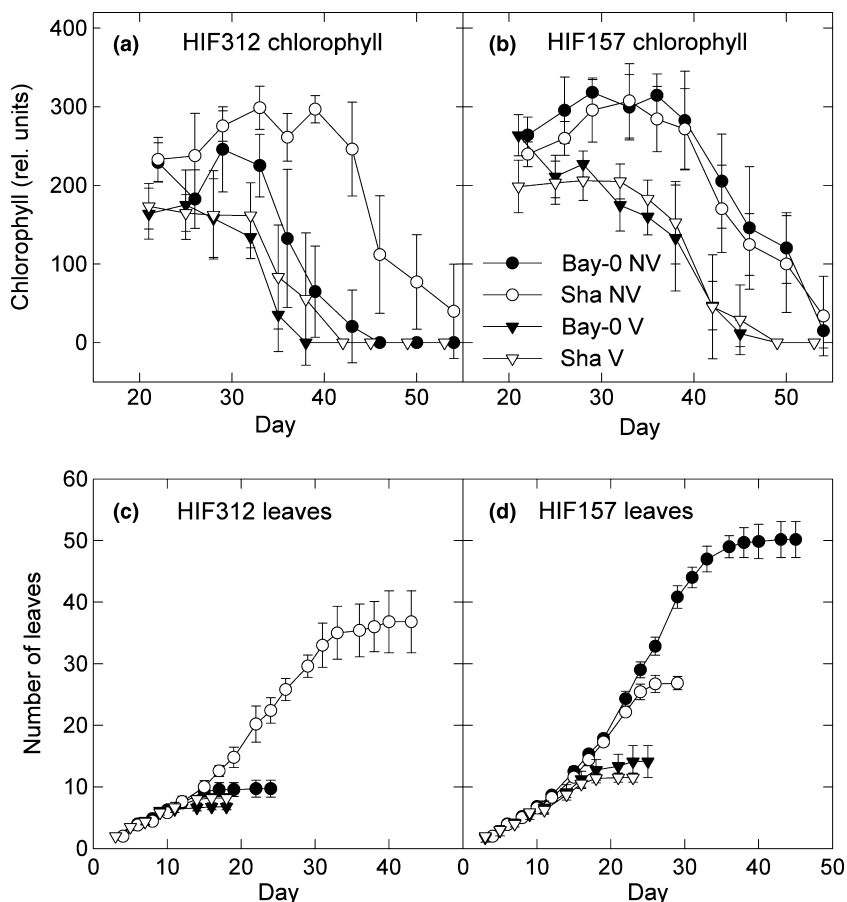 400
300
200
100
0
Chlorophyll (rel. units)
(a) HIF312 chlorophyll
(b) HIF157 chlorophyll
Bay-0 NV
Sha NV
Bay-0 V
Sha V
20 30 40 50
20 30 40 50
Day
Day
60
50
40
30
20
10
0
Number of leaves
(c) HIF312 leaves
(d) HIF157 leaves
0 10 20 30 40
0 10 20 30 40 50
Day
Day